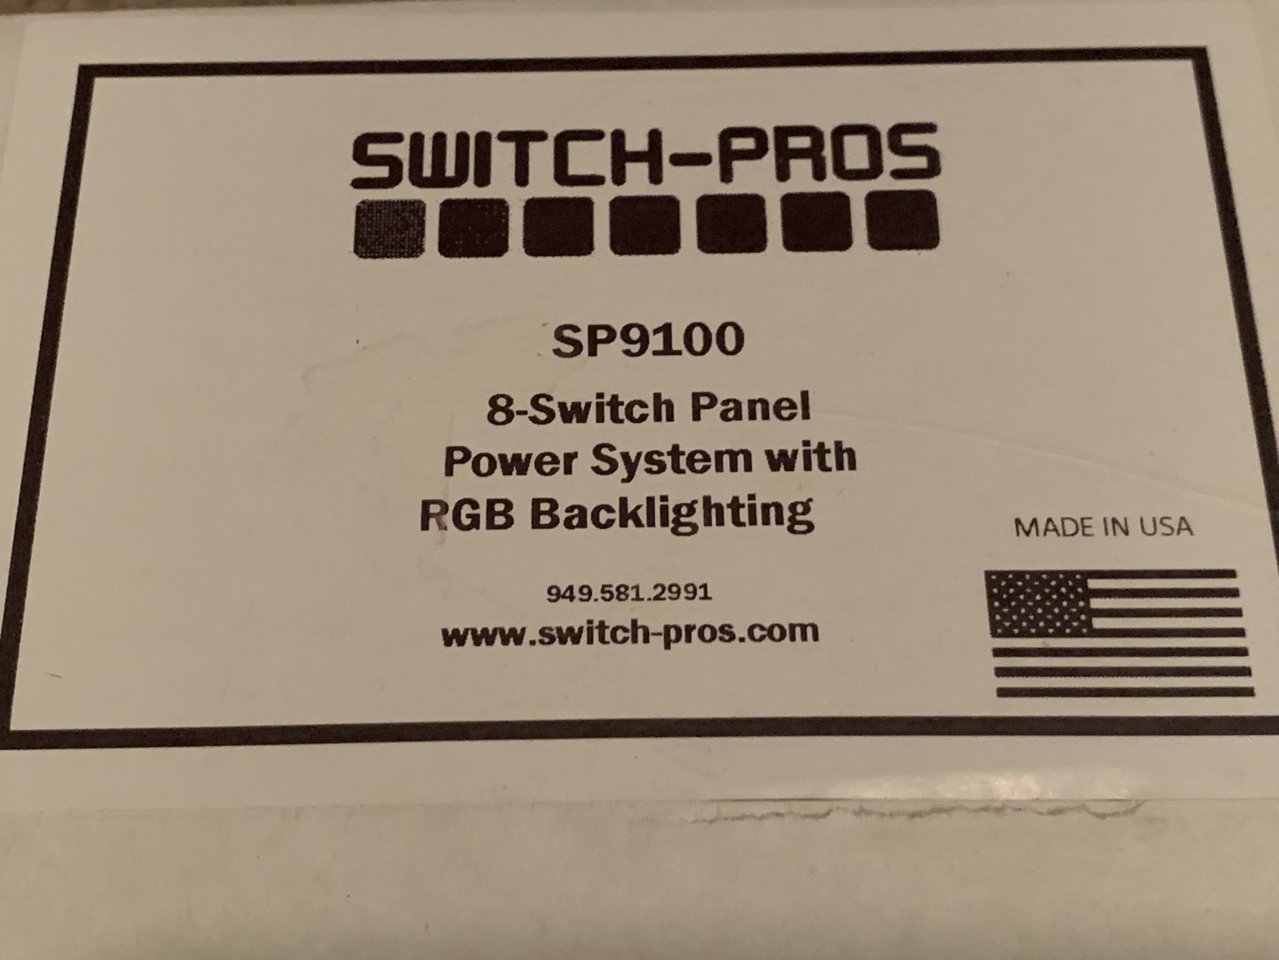 SWITCH-PROS
SP9100
8-Switch Panel
Power System with
RGB Backlighting
949.581.2991
www.switch-pros.com
MADE IN USA